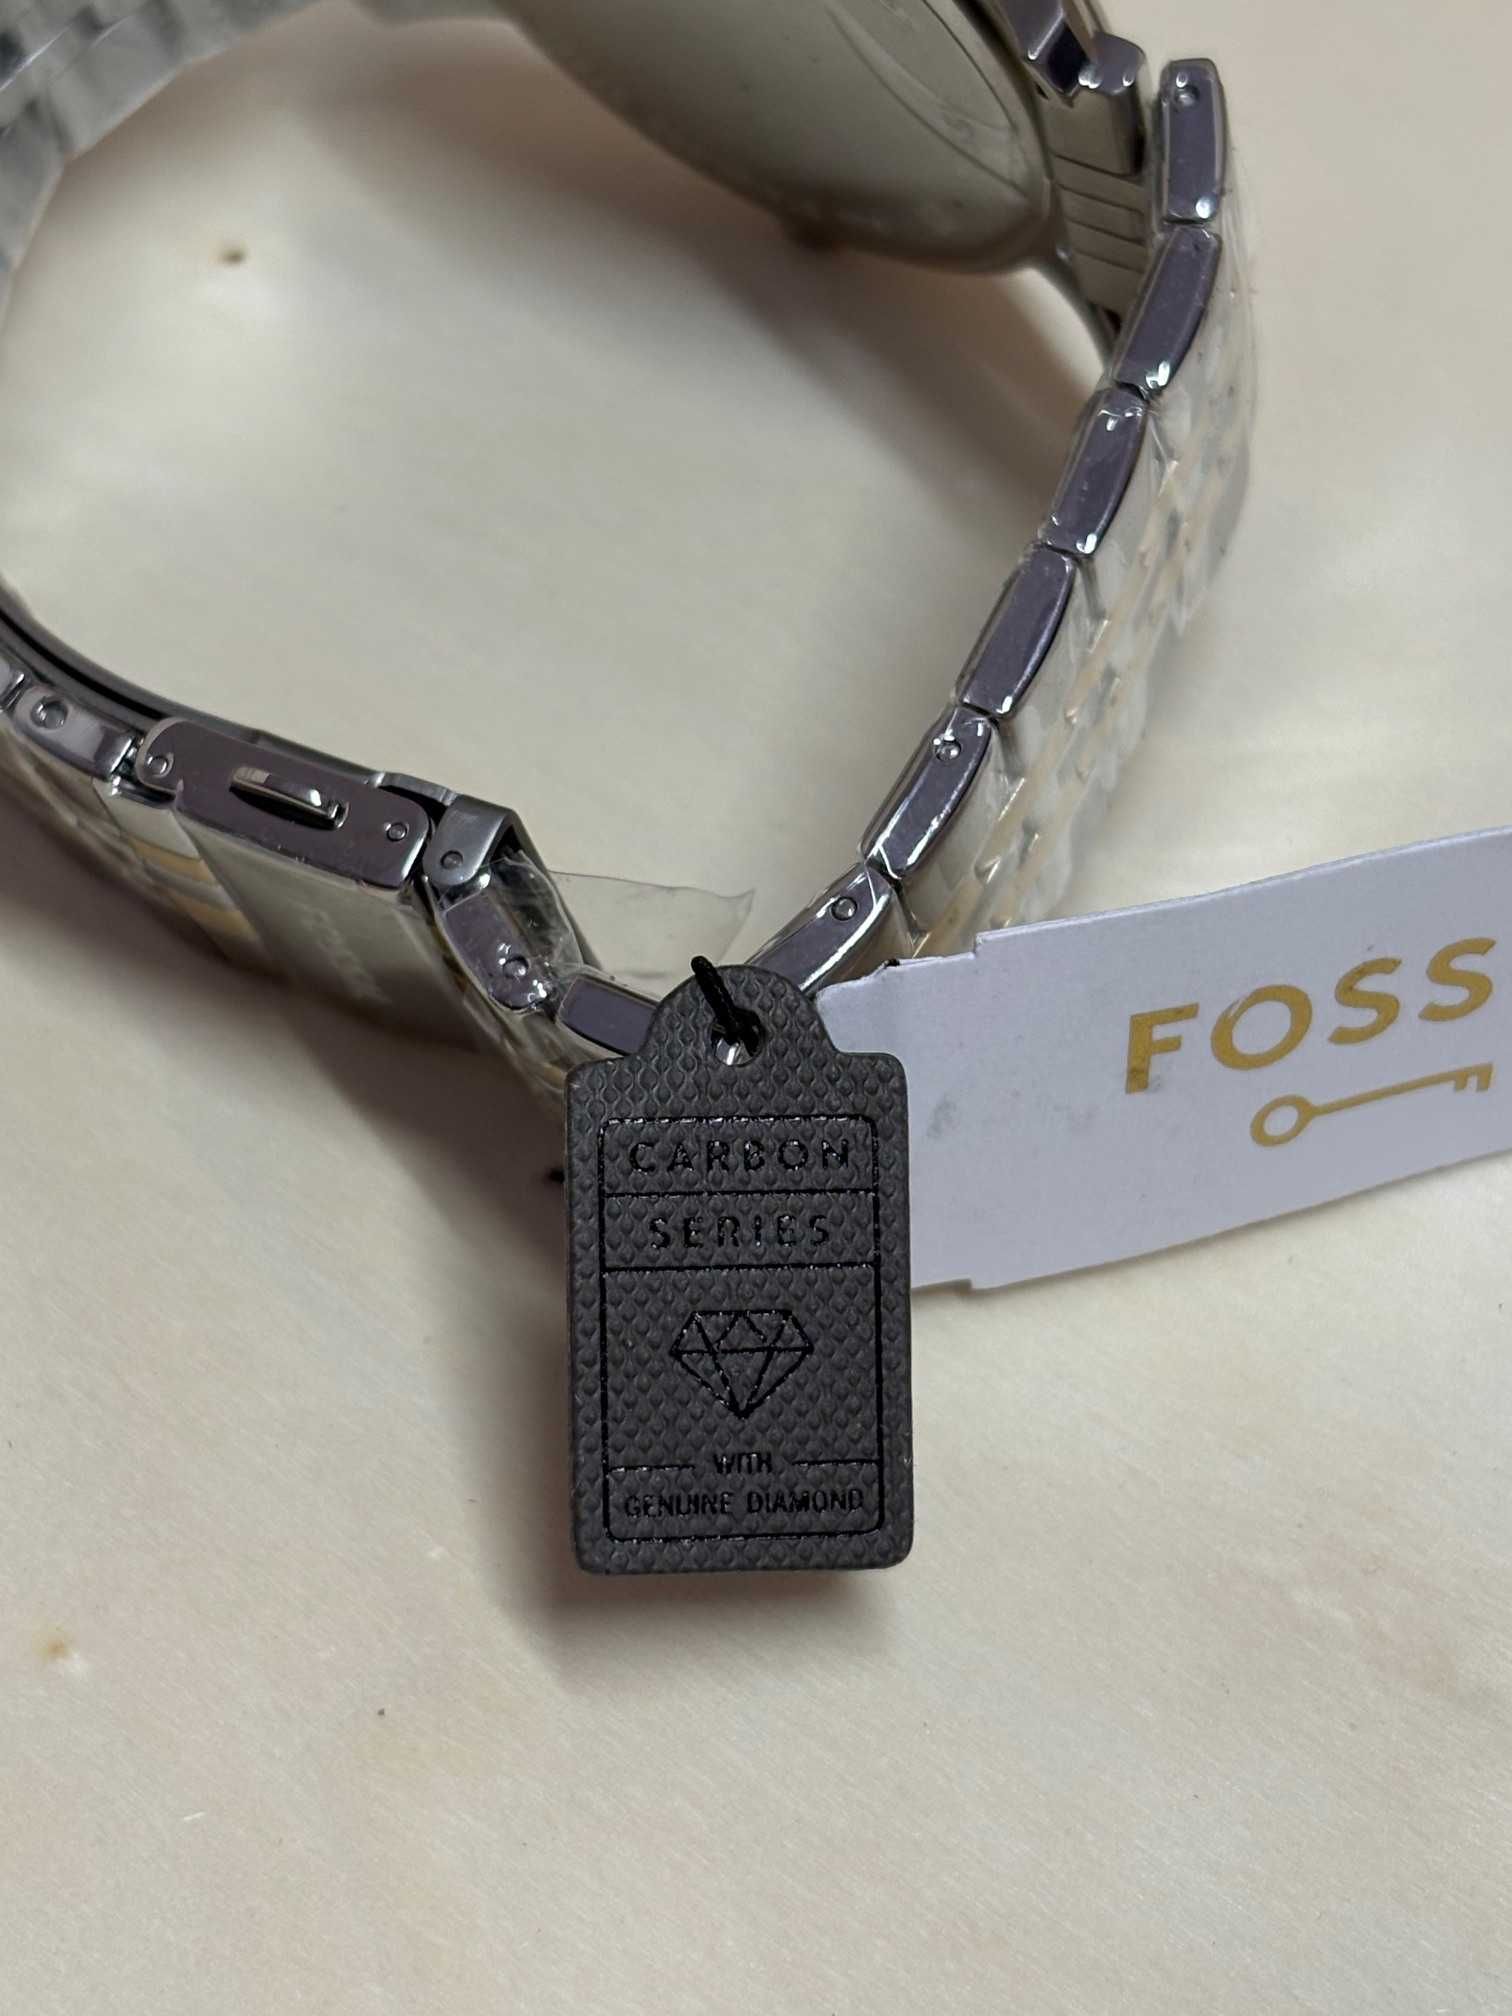 FOSS
CARBON
SERIES
WITH
GENUINE DIAMOND